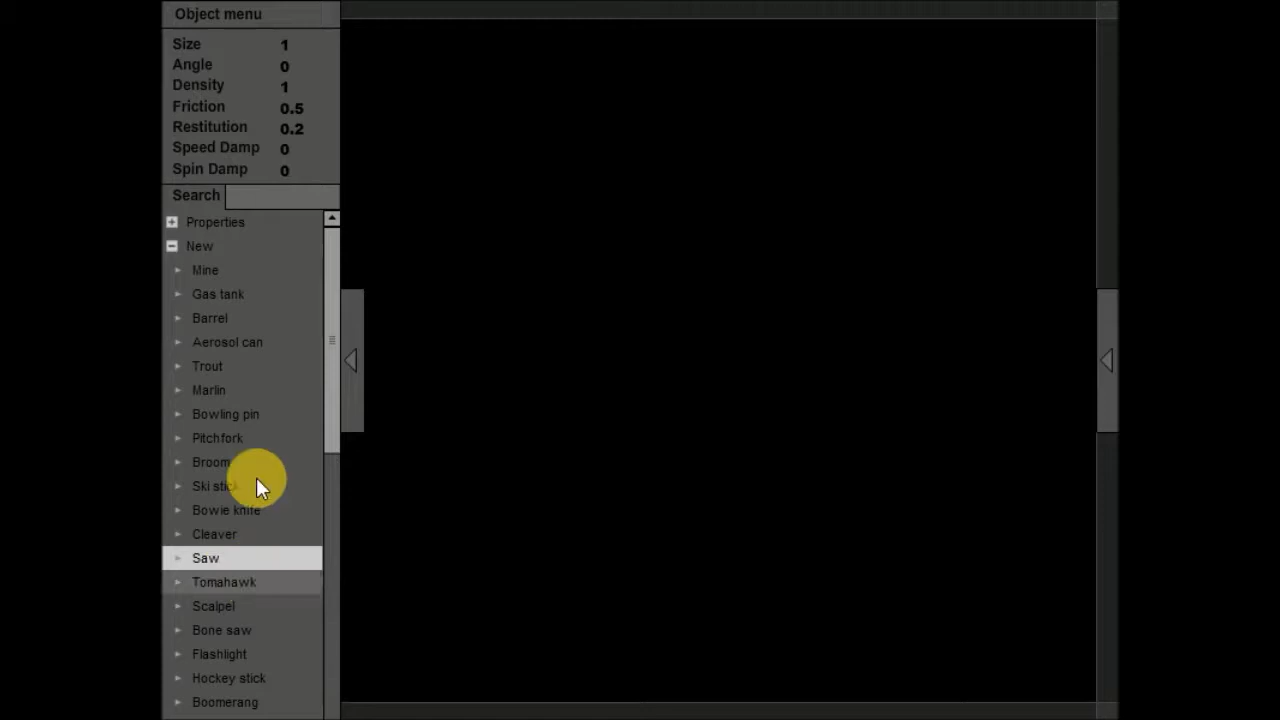 Object menu
Size 1
Angle 0
Density 1
Friction 0.5
Restitution 0.2
Speed Damp 0
Spin Damp 0
Search
Properties
New
Mine
Gas tank
Barrel
Aerosol can
Trout
Marlin
Bowling pin
Pitchfork
Broom
Ski stick
Bowie knife
Cleaver
Saw
Tomahawk
Scalpel
Bone saw
Flashlight
Hockey stick
Boomerang